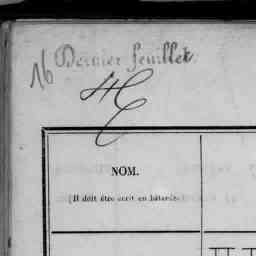 16 Dernier feuillet
NOM.
(Il doit être écrit en bâtarde.)